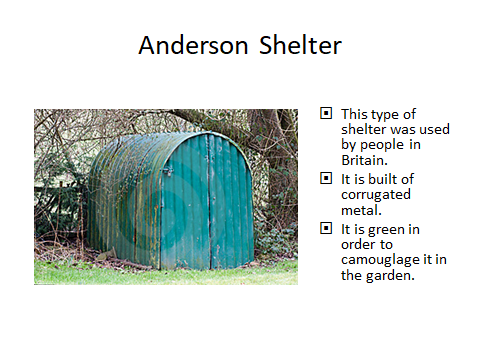 Anderson Shelter
This type of
shelter was used
by people in
Britain.
It is built of
corrugated
metal.
It is green in
order to
camouglage it in
the garden.